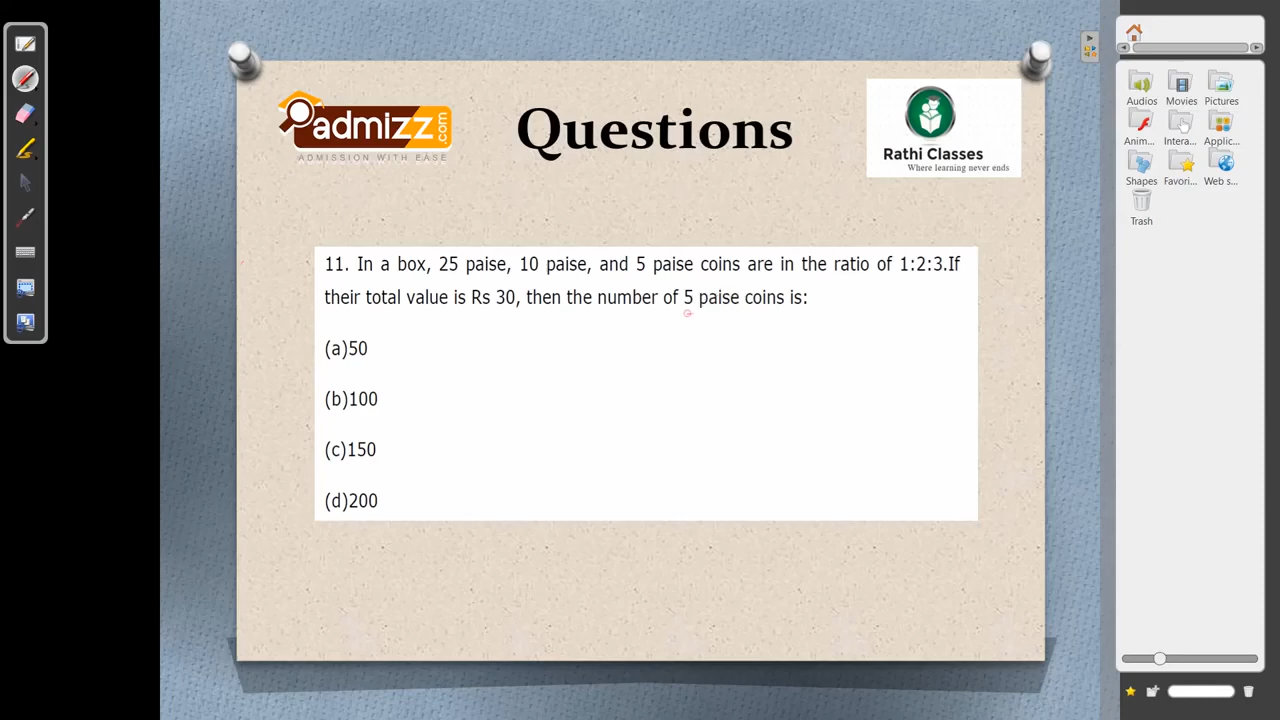 admizz.com
ADMISSION WITH EASE
Questions
Rathi Classes
Where learning never ends
11. In a box, 25 paise, 10 paise, and 5 paise coins are in the ratio of 1:2:3.If
their total value is Rs 30, then the number of 5 paise coins is:
(a)50
(b)100
(c)150
(d)200
Audios Movies Pictures
Anim... Intera... Applic...
Shapes Favori... Web s...
Trash